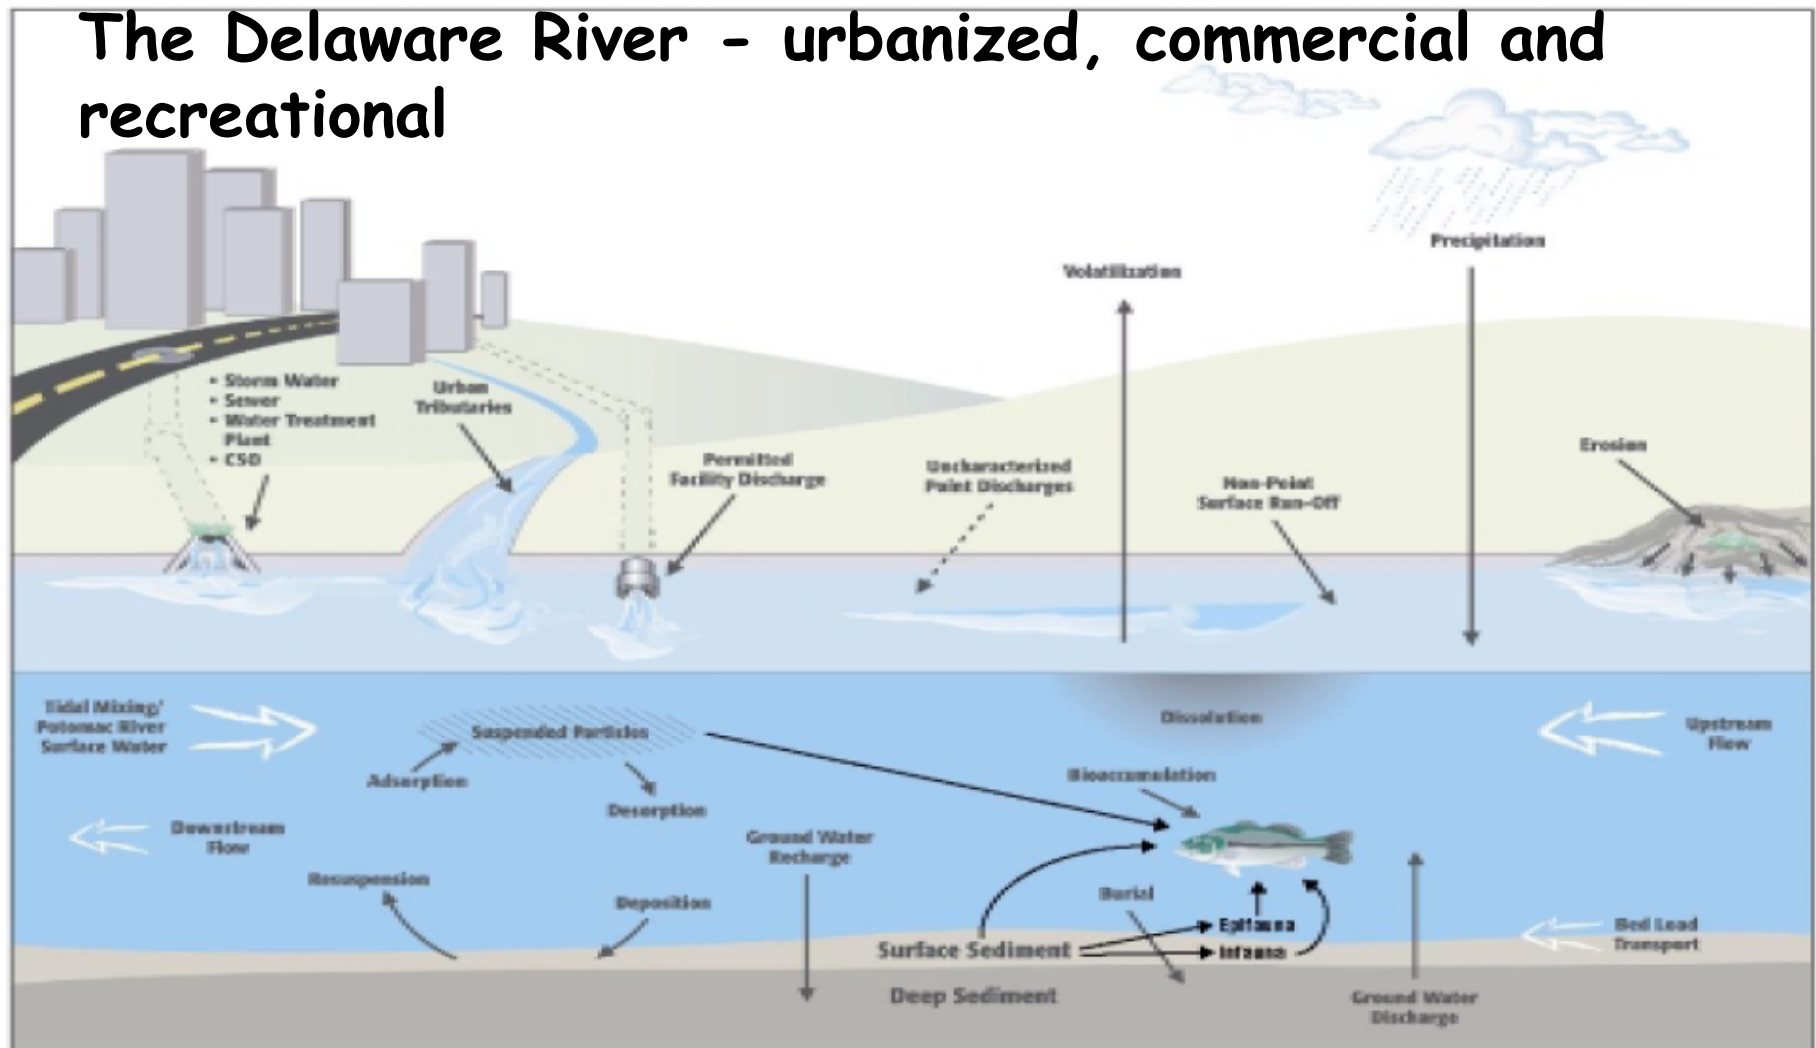 The Delaware River - urbanized, commercial and
recreational
Precipitation
Volatilization
• Storm Water
• Sewer
• Water Treatment
Plant
• CSO
Urban
Tributaries
Permitted
Facility Discharge
Uncharacterized
Point Discharges
Non-Point
Surface Run-Off
Erosion
Tidal Mixing/
Potomac River
Surface Water
Suspended Particles
Dissolution
Upstream
Flow
Adsorption
Desorption
Bioaccumulation
Downstream
Flow
Ground Water
Recharge
Resuspension
Deposition
Burial
Epifauna
Infauna
Bed Load
Transport
Surface Sediment
Deep Sediment
Ground Water
Discharge